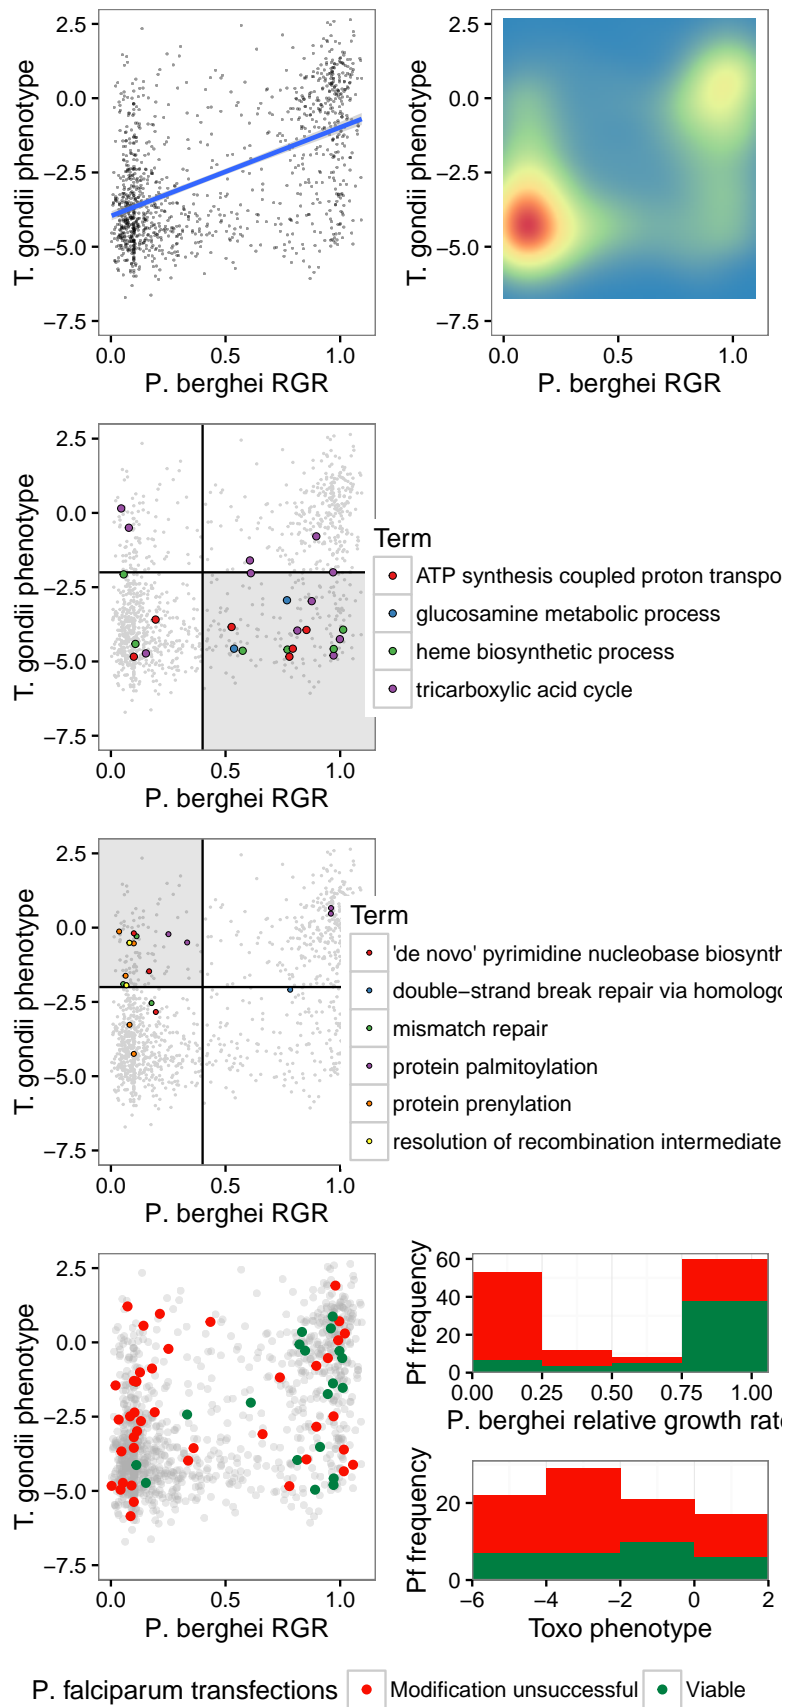 2.5
0.0
−2.5
−5.0
−7.5
T. gondii phenotype
0.0 0.5 1.0
P. berghei RGR
2.5
0.0
−2.5
−5.0
−7.5
T. gondii phenotype
0.0 0.5 1.0
P. berghei RGR
2.5
0.0
−2.5
−5.0
−7.5
T. gondii phenotype
0.0 0.5 1.0
P. berghei RGR
Term
ATP synthesis coupled proton transpo
glucosamine metabolic process
heme biosynthetic process
tricarboxylic acid cycle
2.5
0.0
−2.5
−5.0
−7.5
T. gondii phenotype
0.0 0.5 1.0
P. berghei RGR
Term
'de novo' pyrimidine nucleobase biosynth
double−strand break repair via homologo
mismatch repair
protein palmitoylation
protein prenylation
resolution of recombination intermediate
2.5
0.0
−2.5
−5.0
−7.5
T. gondii phenotype
0.0 0.5 1.0
P. berghei RGR
60
40
20
0
Pf frequency
0.00 0.25 0.50 0.75 1.00
P. berghei relative growth rate
20
0
Pf frequency
−6 −4 −2 0 2
Toxo phenotype
P. falciparum transfections Modification unsuccessful Viable